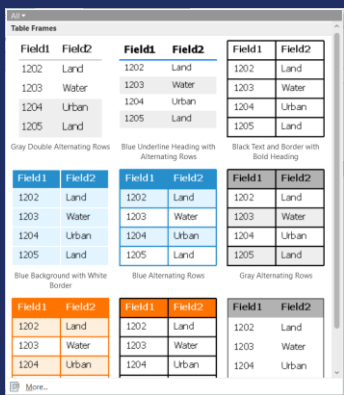 All
Table Frames
Field1 Field2
1202 Land
1203 Water
1204 Urban
1205 Land
Gray Double Alternating Rows
Field1 Field2
1202 Land
1203 Water
1204 Urban
1205 Land
Blue Underline Heading with
Alternating Rows
Field1 Field2
1202 Land
1203 Water
1204 Urban
1205 Land
Black Text and Border with
Bold Heading
Field1 Field2
1202 Land
1203 Water
1204 Urban
1205 Land
Blue Background with White
Border
Field1 Field2
1202 Land
1203 Water
1204 Urban
1205 Land
Blue Alternating Rows
Field1 Field2
1202 Land
1203 Water
1204 Urban
1205 Land
Gray Alternating Rows
Field1 Field2
1202 Land
1203 Water
1204 Urban
Field1 Field2
1202 Land
1203 Water
1204 Urban
Field1 Field2
1202 Land
1203 Water
1204 Urban
More...